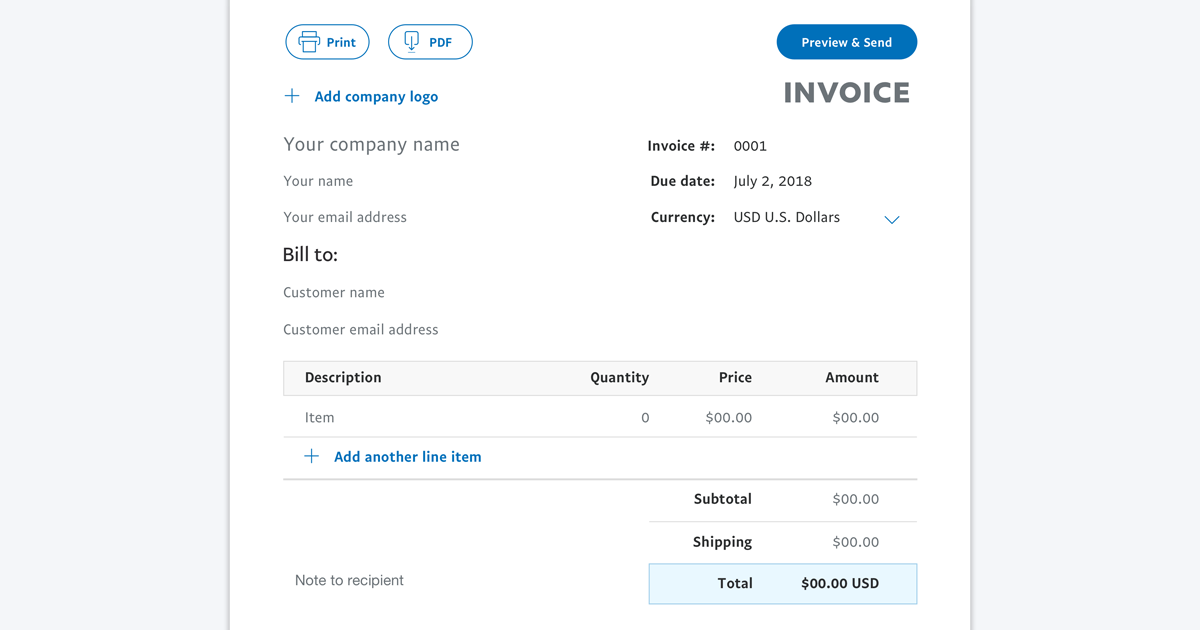 Print PDF Preview & Send
Add company logo INVOICE
Your company name Invoice #: 0001
Your name Due date: July 2, 2018
Your email address Currency: USD U.S. Dollars
Bill to:
Customer name
Customer email address
Description Quantity Price Amount
Item 0 $00.00 $00.00
Add another line item
Subtotal $00.00
Shipping $00.00
Note to recipient Total $00.00 USD